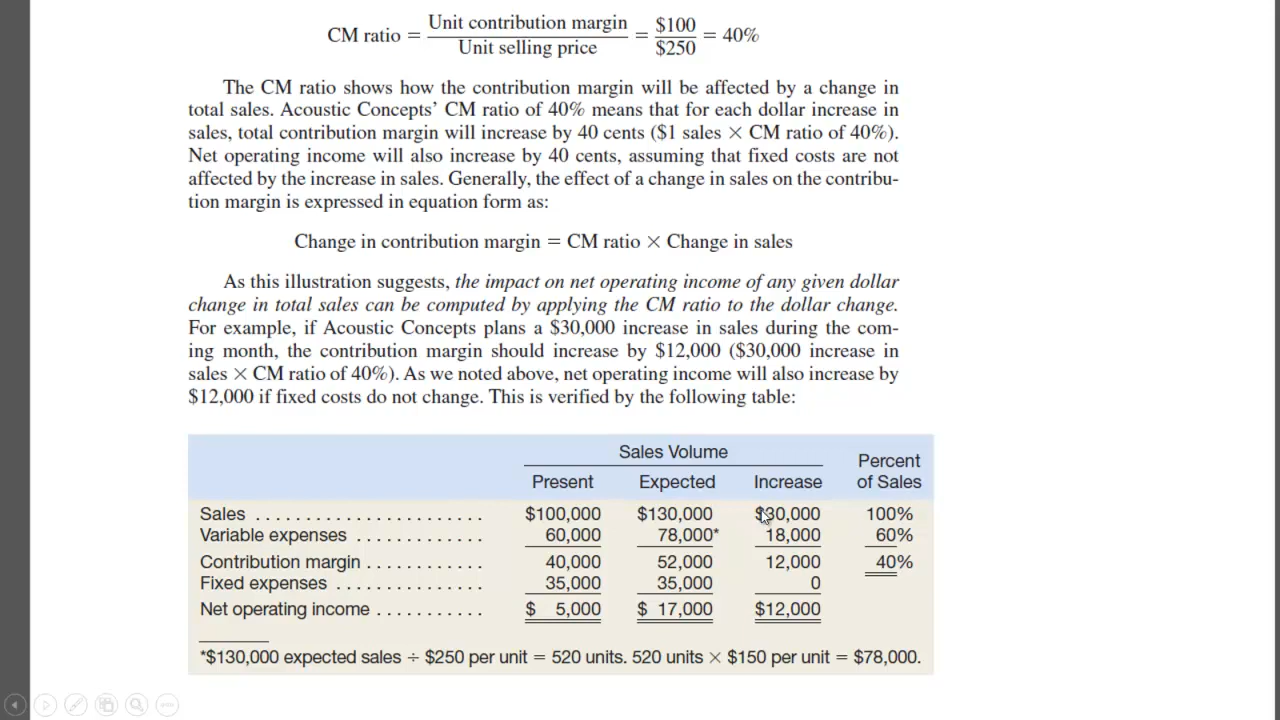 CM ratio = Unit contribution margin / Unit selling price = $100 / $250 = 40%
The CM ratio shows how the contribution margin will be affected by a change in
total sales. Acoustic Concepts’ CM ratio of 40% means that for each dollar increase in
sales, total contribution margin will increase by 40 cents ($1 sales × CM ratio of 40%).
Net operating income will also increase by 40 cents, assuming that fixed costs are not
affected by the increase in sales. Generally, the effect of a change in sales on the contribu-
tion margin is expressed in equation form as:
Change in contribution margin = CM ratio × Change in sales
As this illustration suggests, the impact on net operating income of any given dollar
change in total sales can be computed by applying the CM ratio to the dollar change.
For example, if Acoustic Concepts plans a $30,000 increase in sales during the com-
ing month, the contribution margin should increase by $12,000 ($30,000 increase in
sales × CM ratio of 40%). As we noted above, net operating income will also increase by
$12,000 if fixed costs do not change. This is verified by the following table:
Sales Volume
Present Expected Increase Percent of Sales
Sales ...................... $100,000 $130,000 $30,000 100%
Variable expenses ............. 60,000 78,000* 18,000 60%
Contribution margin ............ 40,000 52,000 12,000 40%
Fixed expenses ............... 35,000 35,000 0
Net operating income ........... $ 5,000 $ 17,000 $12,000
*$130,000 expected sales ÷ $250 per unit = 520 units. 520 units × $150 per unit = $78,000.